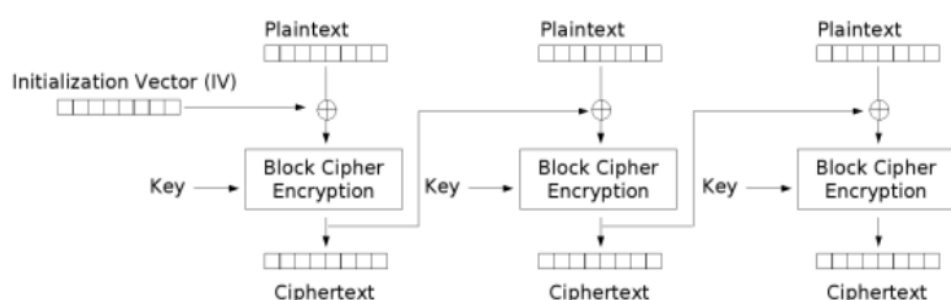 Plaintext
Plaintext
Plaintext
Initialization Vector (IV)
Key
Block Cipher
Encryption
Key
Block Cipher
Encryption
Key
Block Cipher
Encryption
Ciphertext
Ciphertext
Ciphertext